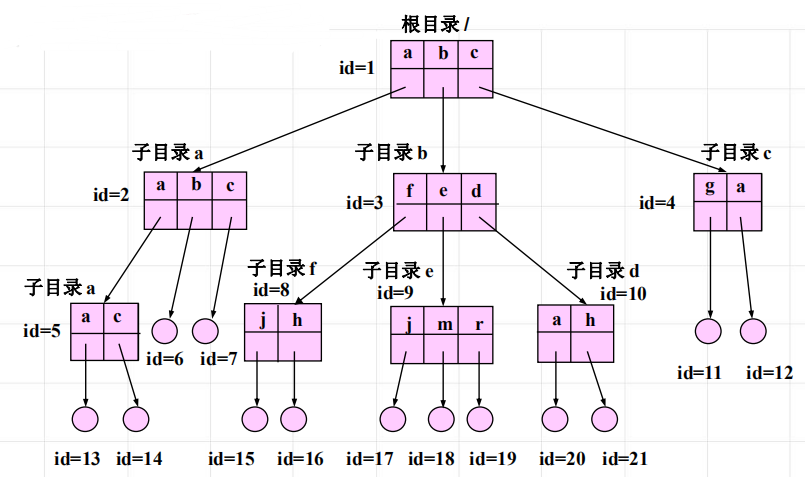 根目录 /
a b c
id=1
子目录 a
子目录 b
子目录 c
id=2
a b c
id=3
f e d
id=4
g a
子目录 a
子目录 f
子目录 e
子目录 d
id=8
id=9
id=10
id=5
a c
id=6
id=7
j h
j m r
a h
id=11
id=12
id=13
id=14
id=15
id=16
id=17
id=18
id=19
id=20
id=21